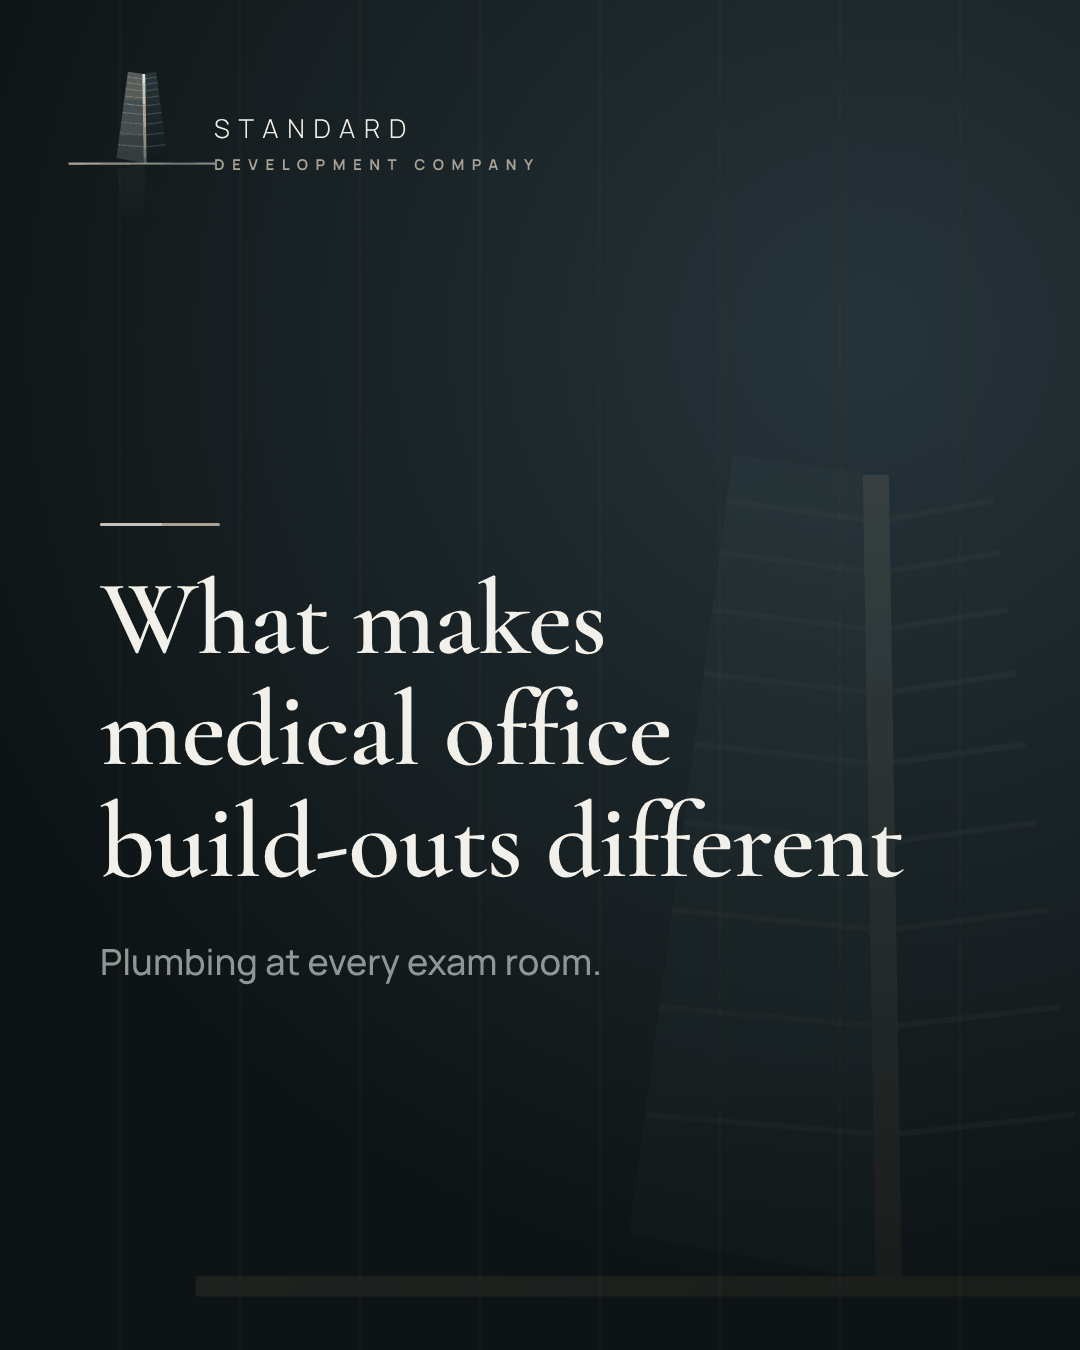 STANDARD
DEVELOPMENT COMPANY
What makes
medical office
build-outs different
Plumbing at every exam room.